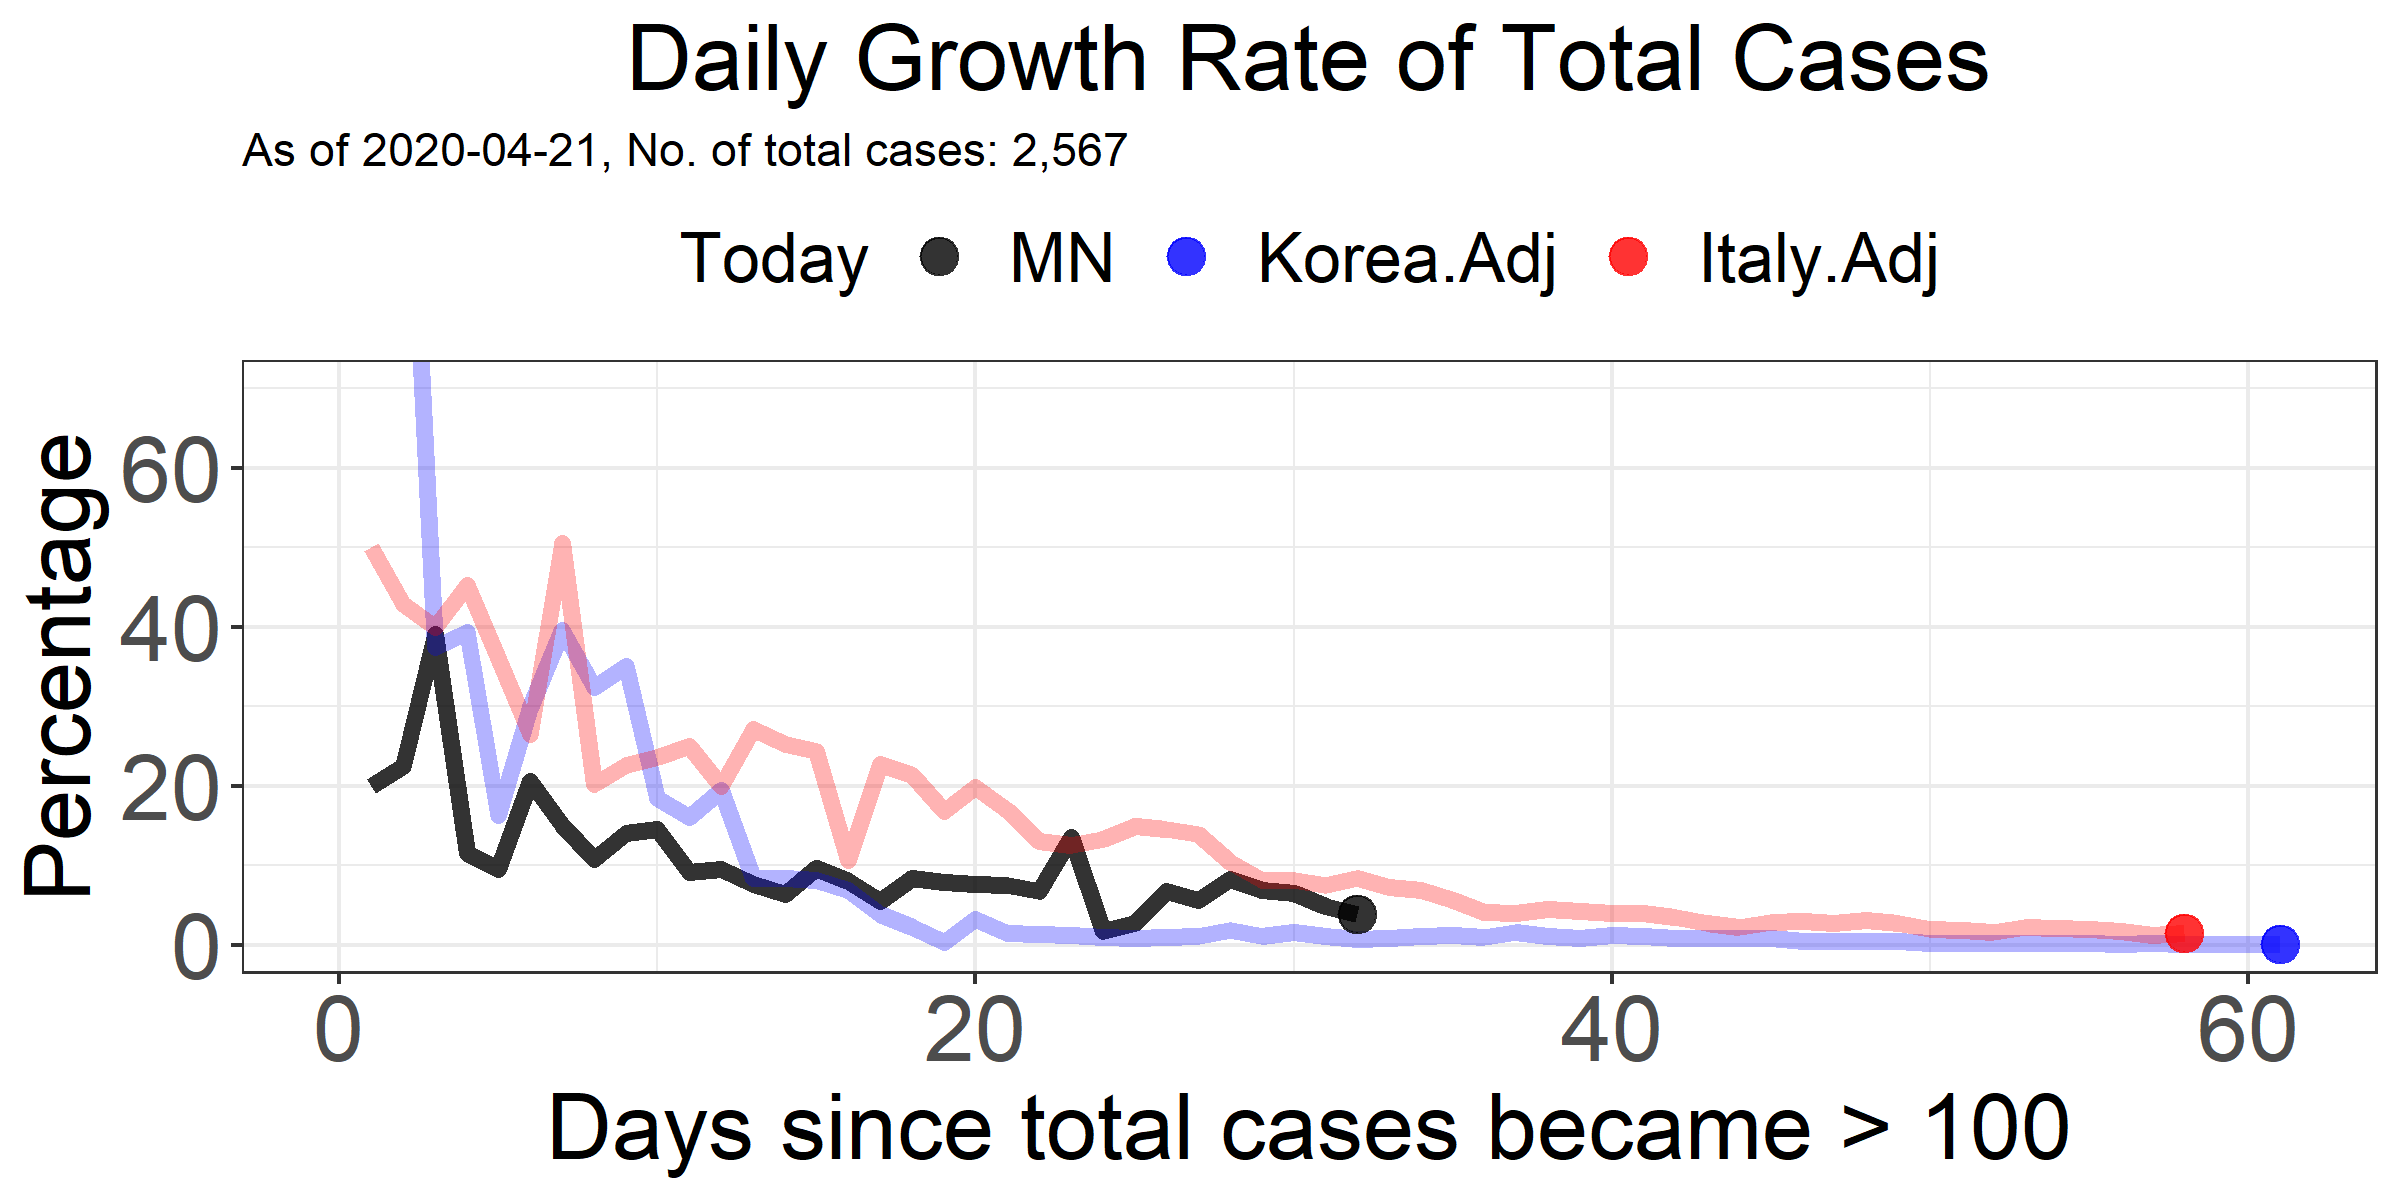 Daily Growth Rate of Total Cases
As of 2020-04-21, No. of total cases: 2,567
Today MN Korea.Adj Italy.Adj
Percentage
60
40
20
0
0 20 40 60
Days since total cases became > 100